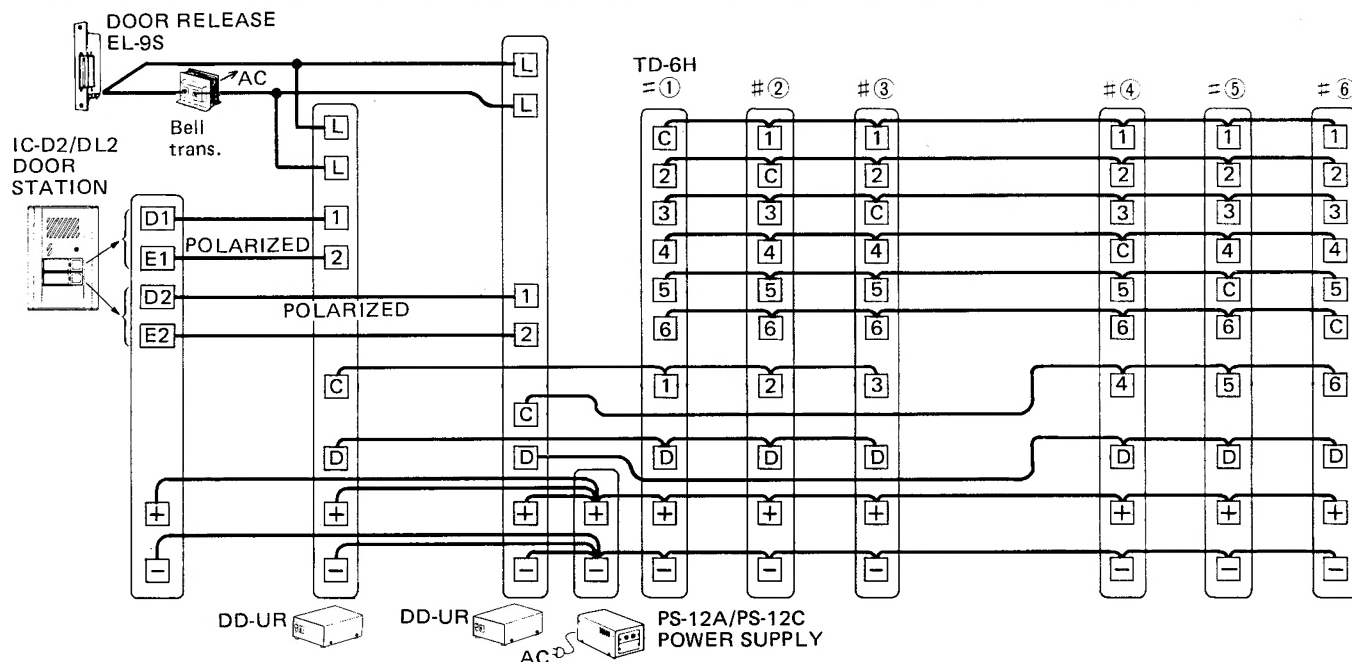 DOOR RELEASE
EL-9S
AC
Bell
trans.
IC-D2/DL2
DOOR
STATION
TD-6H
=① #② #③ #④ =⑤ #⑥
L
L
L
L
D1 1
POLARIZED
E1 2
D2 1
POLARIZED
E2 2
C 1 1 1 1 1
2 C 2 2 2 2
3 3 C 3 3 3
4 4 4 C 4 4
5 5 5 5 C 5
6 6 6 6 6 C
C 1 2 3 4 5 6
C
D D D D D D D D
+ + + + + + + + + +
− − − − − − − − − −
DD-UR
DD-UR
PS-12A/PS-12C
POWER SUPPLY
AC